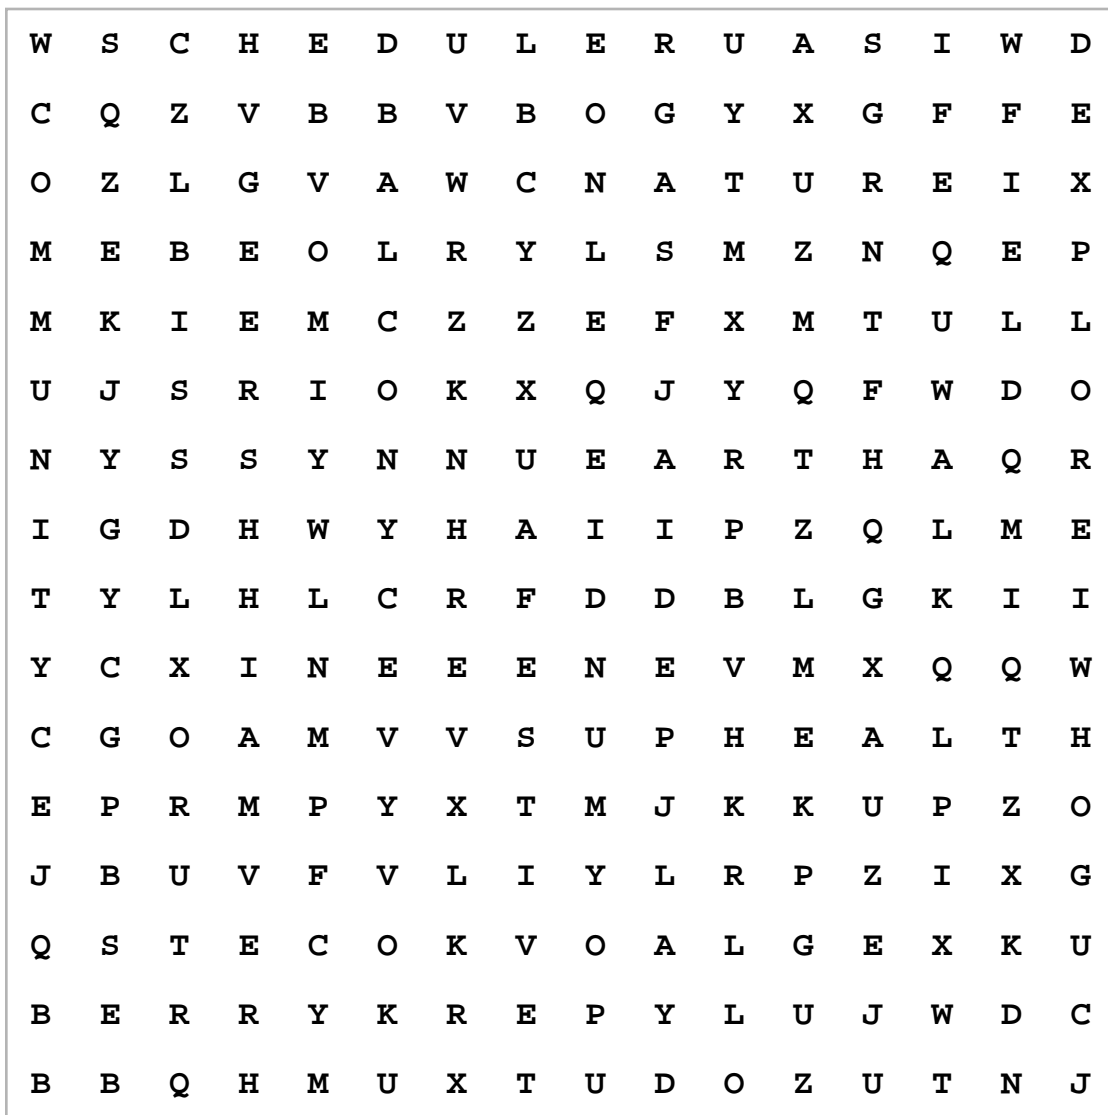 W S C H E D U L E R U A S I W D
C Q Z V B B V B O G Y X G F F E
O Z L G V A W C N A T U R E I X
M E B E O L R Y L S M Z N Q E P
M K I E M C Z Z E F X M T U L L
U J S R I O K X Q J Y Q F W D O
N Y S S Y N N U E A R T H A Q R
I G D H W Y H A I I P Z Q L M E
T Y L H L C R F D D B L G K I I
Y C X I N E E E N E V M X Q Q W
C G O A M V V S U P H E A L T H
E P R M P Y X T M J K K U P Z O
J B U V F V L I Y L R P Z I X G
Q S T E C O K V O A L G E X K U
B E R R Y K R E P Y L U J W D C
B B Q H M U X T U D O Z U T N J